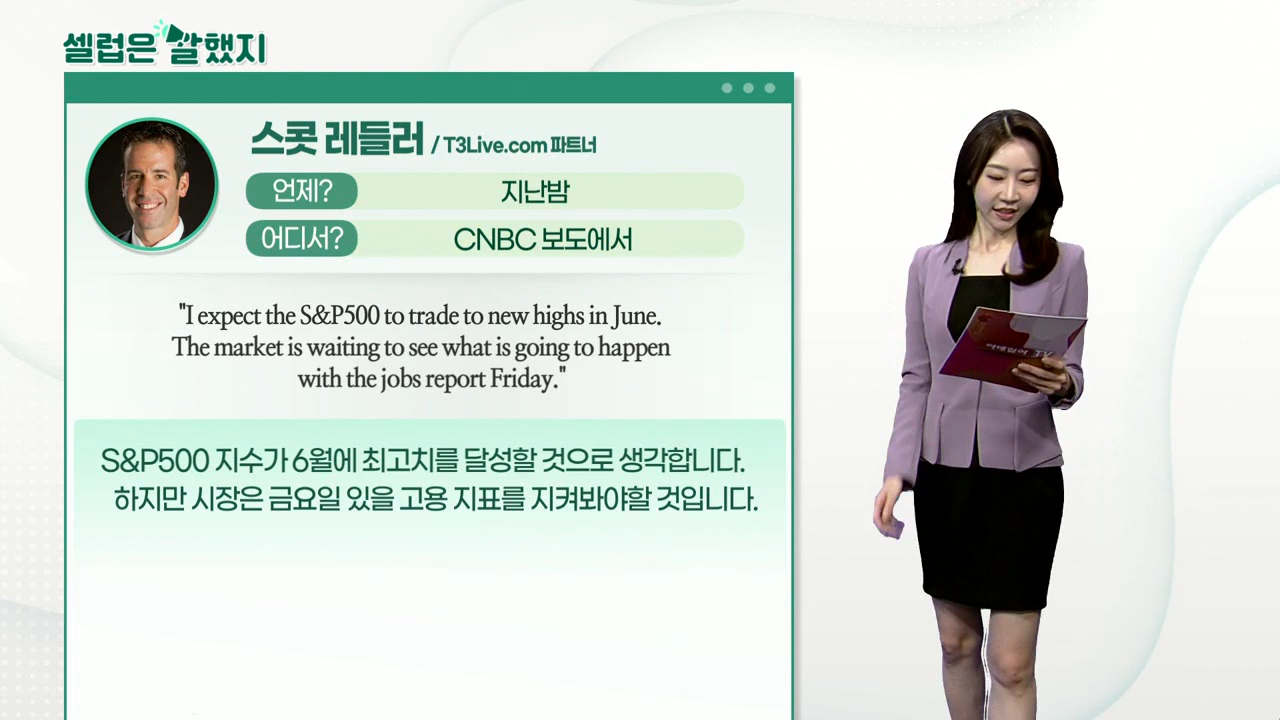 셀럽은 말했지
스콧 레들러 / T3Live.com 파트너
언제? 지난밤
어디서? CNBC 보도에서
"I expect the S&P500 to trade to new highs in June.
The market is waiting to see what is going to happen
with the jobs report Friday."
S&P500 지수가 6월에 최고치를 달성할 것으로 생각합니다.
하지만 시장은 금요일 있을 고용 지표를 지켜봐야할 것입니다.